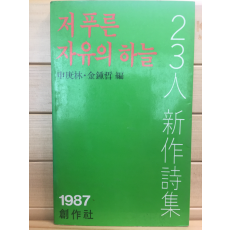 저 푸른
자유의 하늘
申庚林·金鍾哲 編
23人 新作詩集
1987
創作社